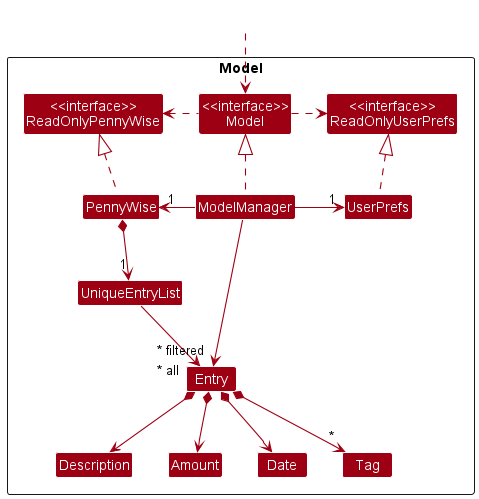 Model
<<interface>>
ReadOnlyPennyWise
<<interface>>
Model
<<interface>>
ReadOnlyUserPrefs
PennyWise
1
ModelManager
1
UserPrefs
1
UniqueEntryList
* filtered
* all
Entry
*
Description
Amount
Date
Tag